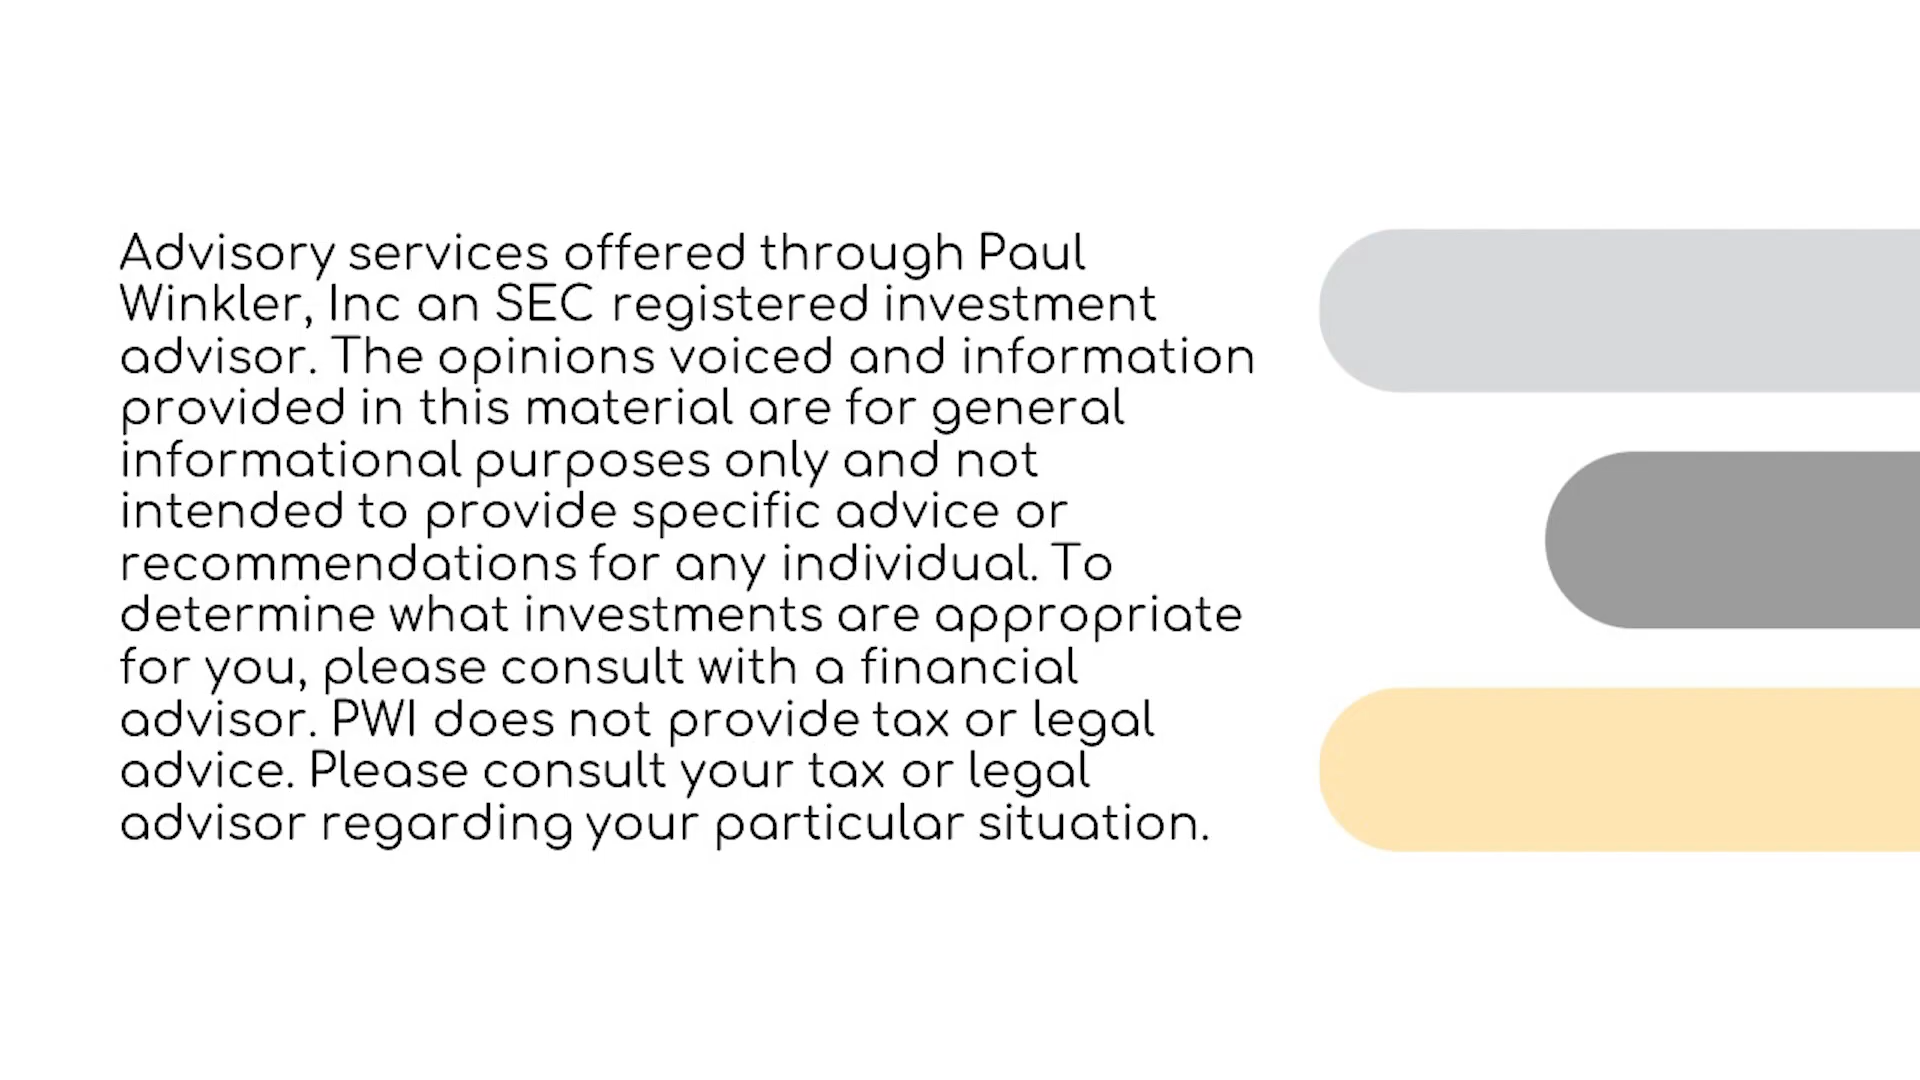 Advisory services offered through Paul
Winkler, Inc an SEC registered investment
advisor. The opinions voiced and information
provided in this material are for general
informational purposes only and not
intended to provide specific advice or
recommendations for any individual. To
determine what investments are appropriate
for you, please consult with a financial
advisor. PWI does not provide tax or legal
advice. Please consult your tax or legal
advisor regarding your particular situation.